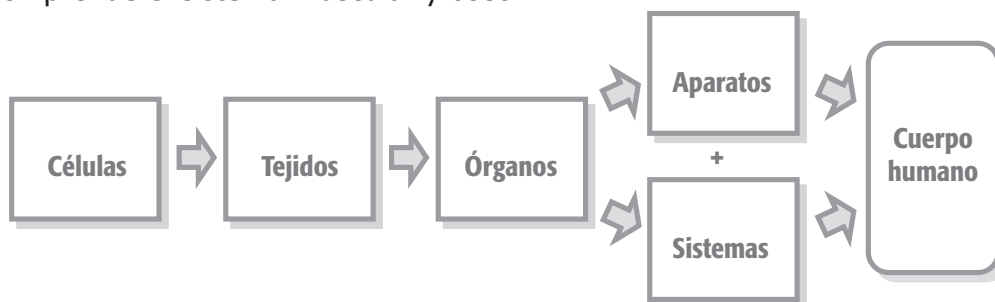 Células
Tejidos
Órganos
Aparatos
+
Sistemas
Cuerpo
humano